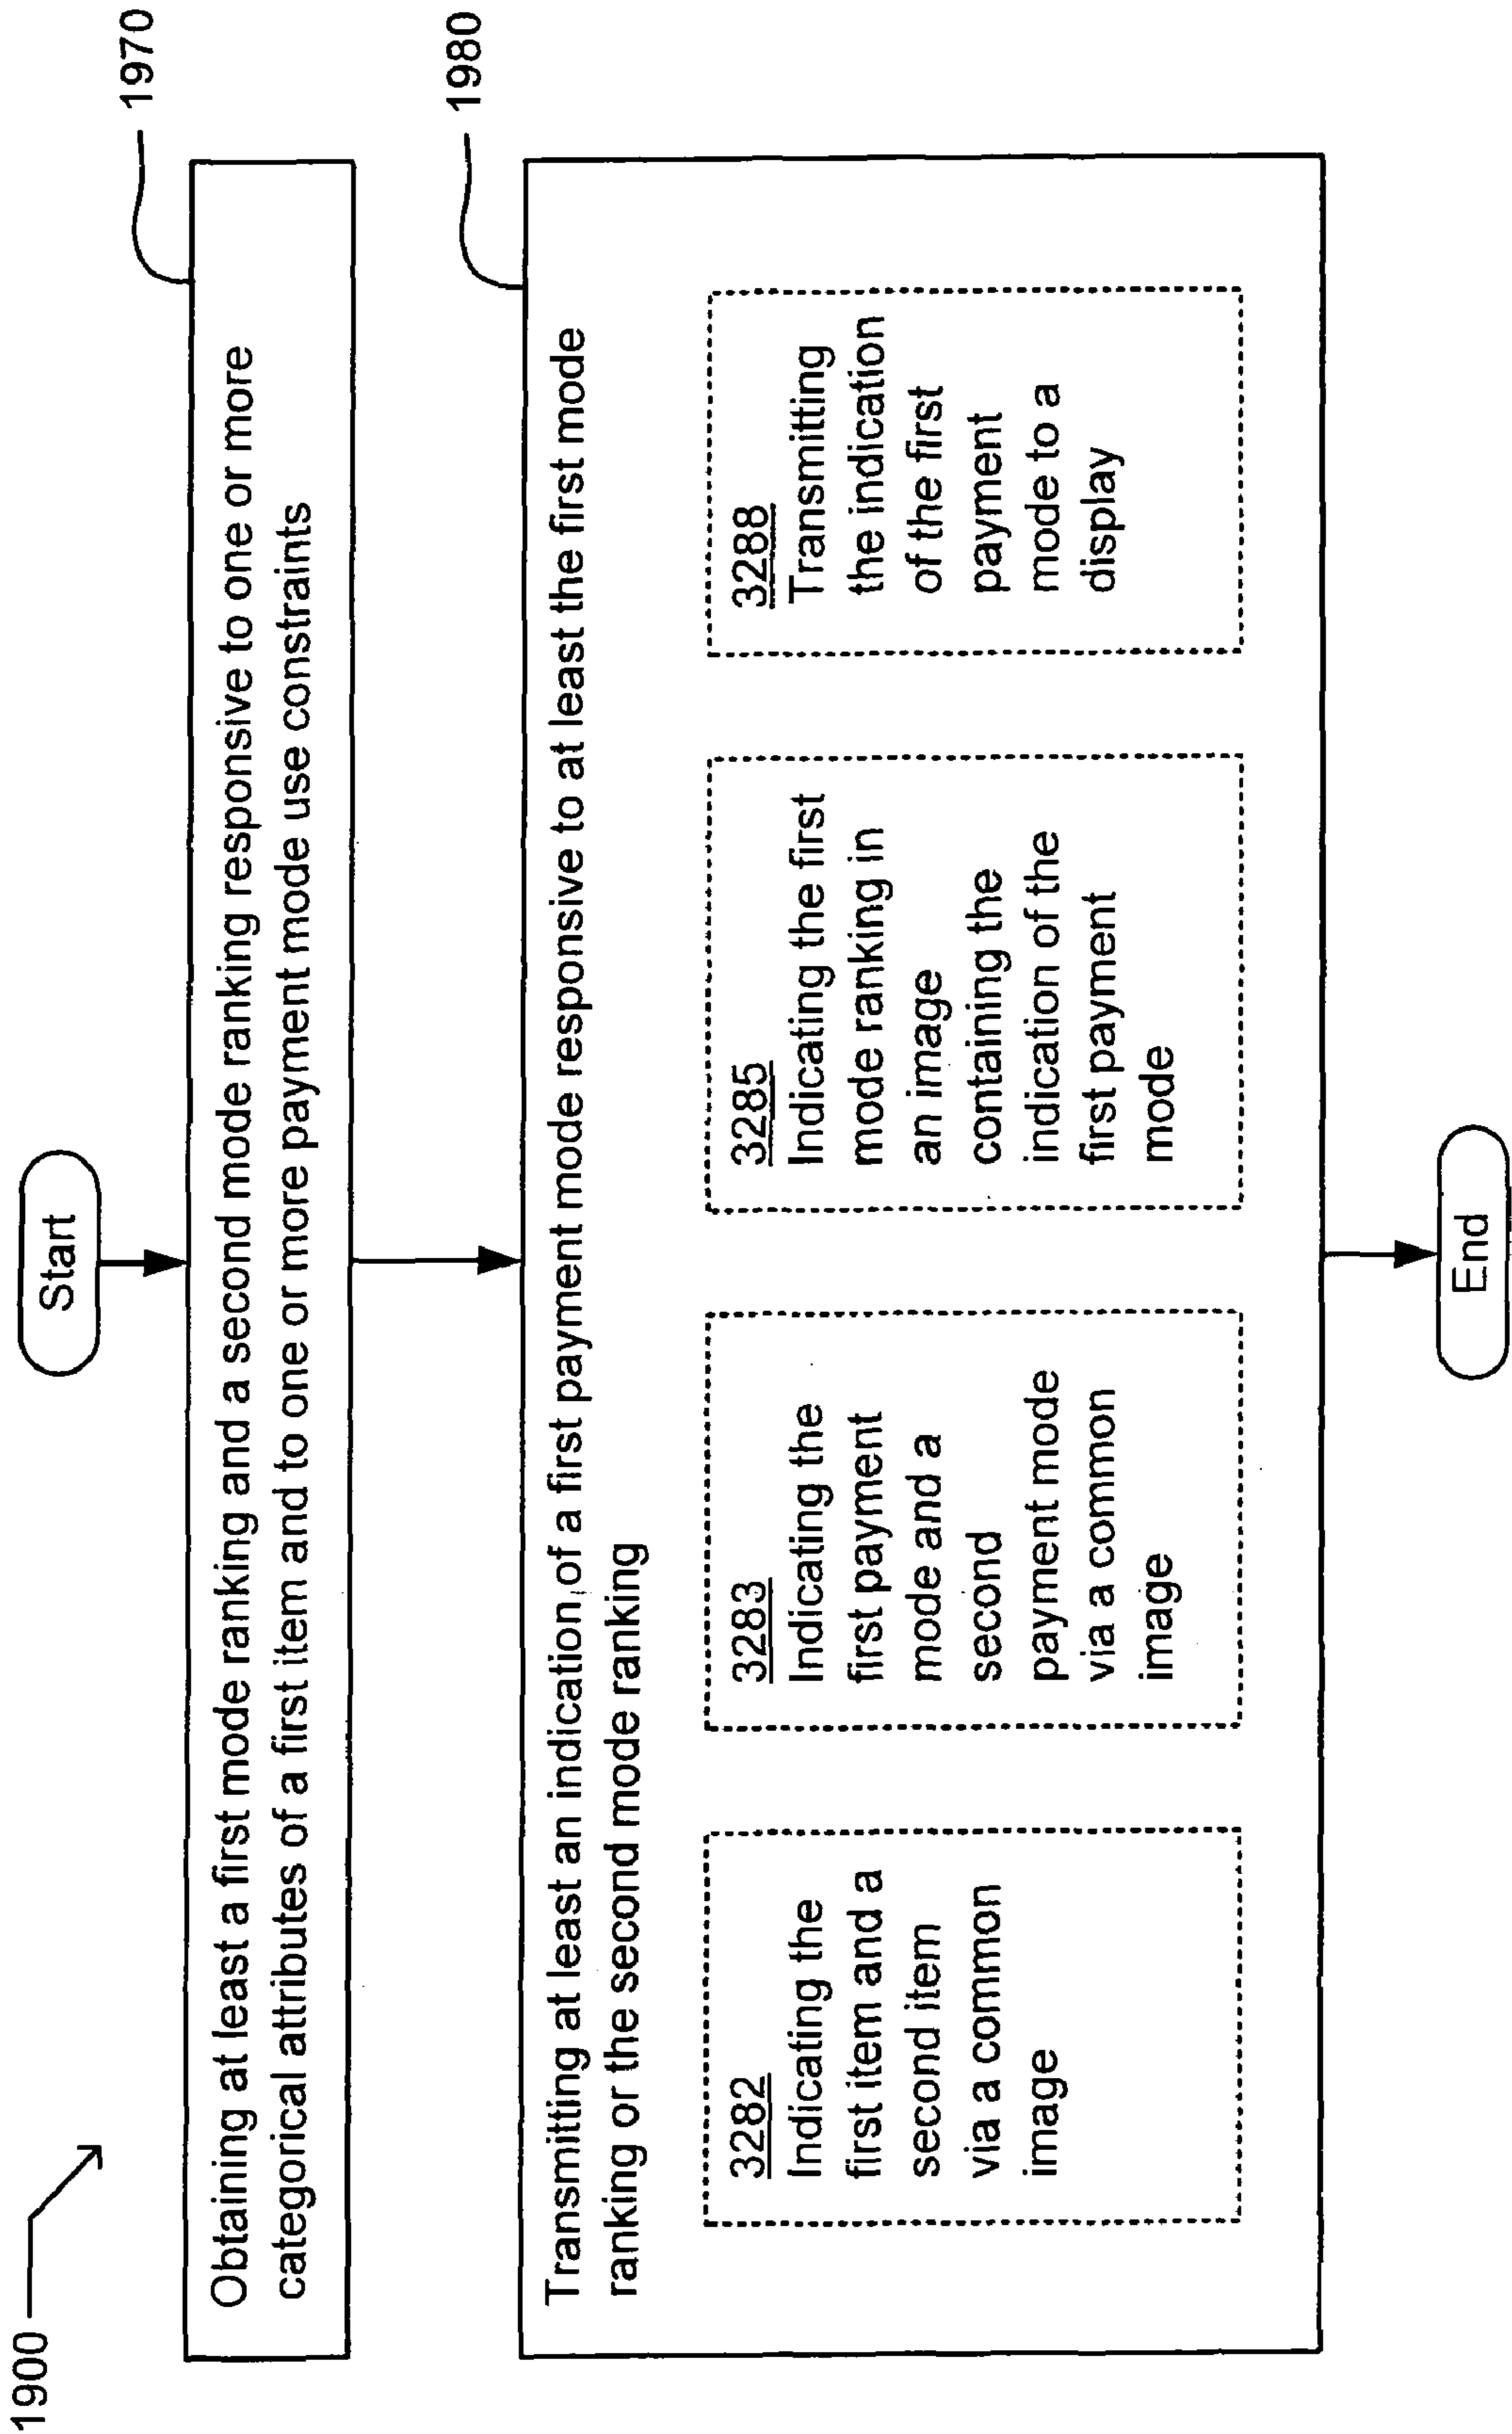 1900
Start
1970
Obtaining at least a first mode ranking and a second mode ranking responsive to one or more
categorical attributes of a first item and to one or more payment mode use constraints
1980
Transmitting at least an indication of a first payment mode responsive to at least the first mode
ranking or the second mode ranking
3282
Indicating the
first item and a
second item
via a common
image
3283
Indicating the
first payment
mode and a
second
payment mode
via a common
image
3285
Indicating the first
mode ranking in
an image
containing the
indication of the
first payment
mode
3288
Transmitting
the indication
of the first
payment
mode to a
display
End